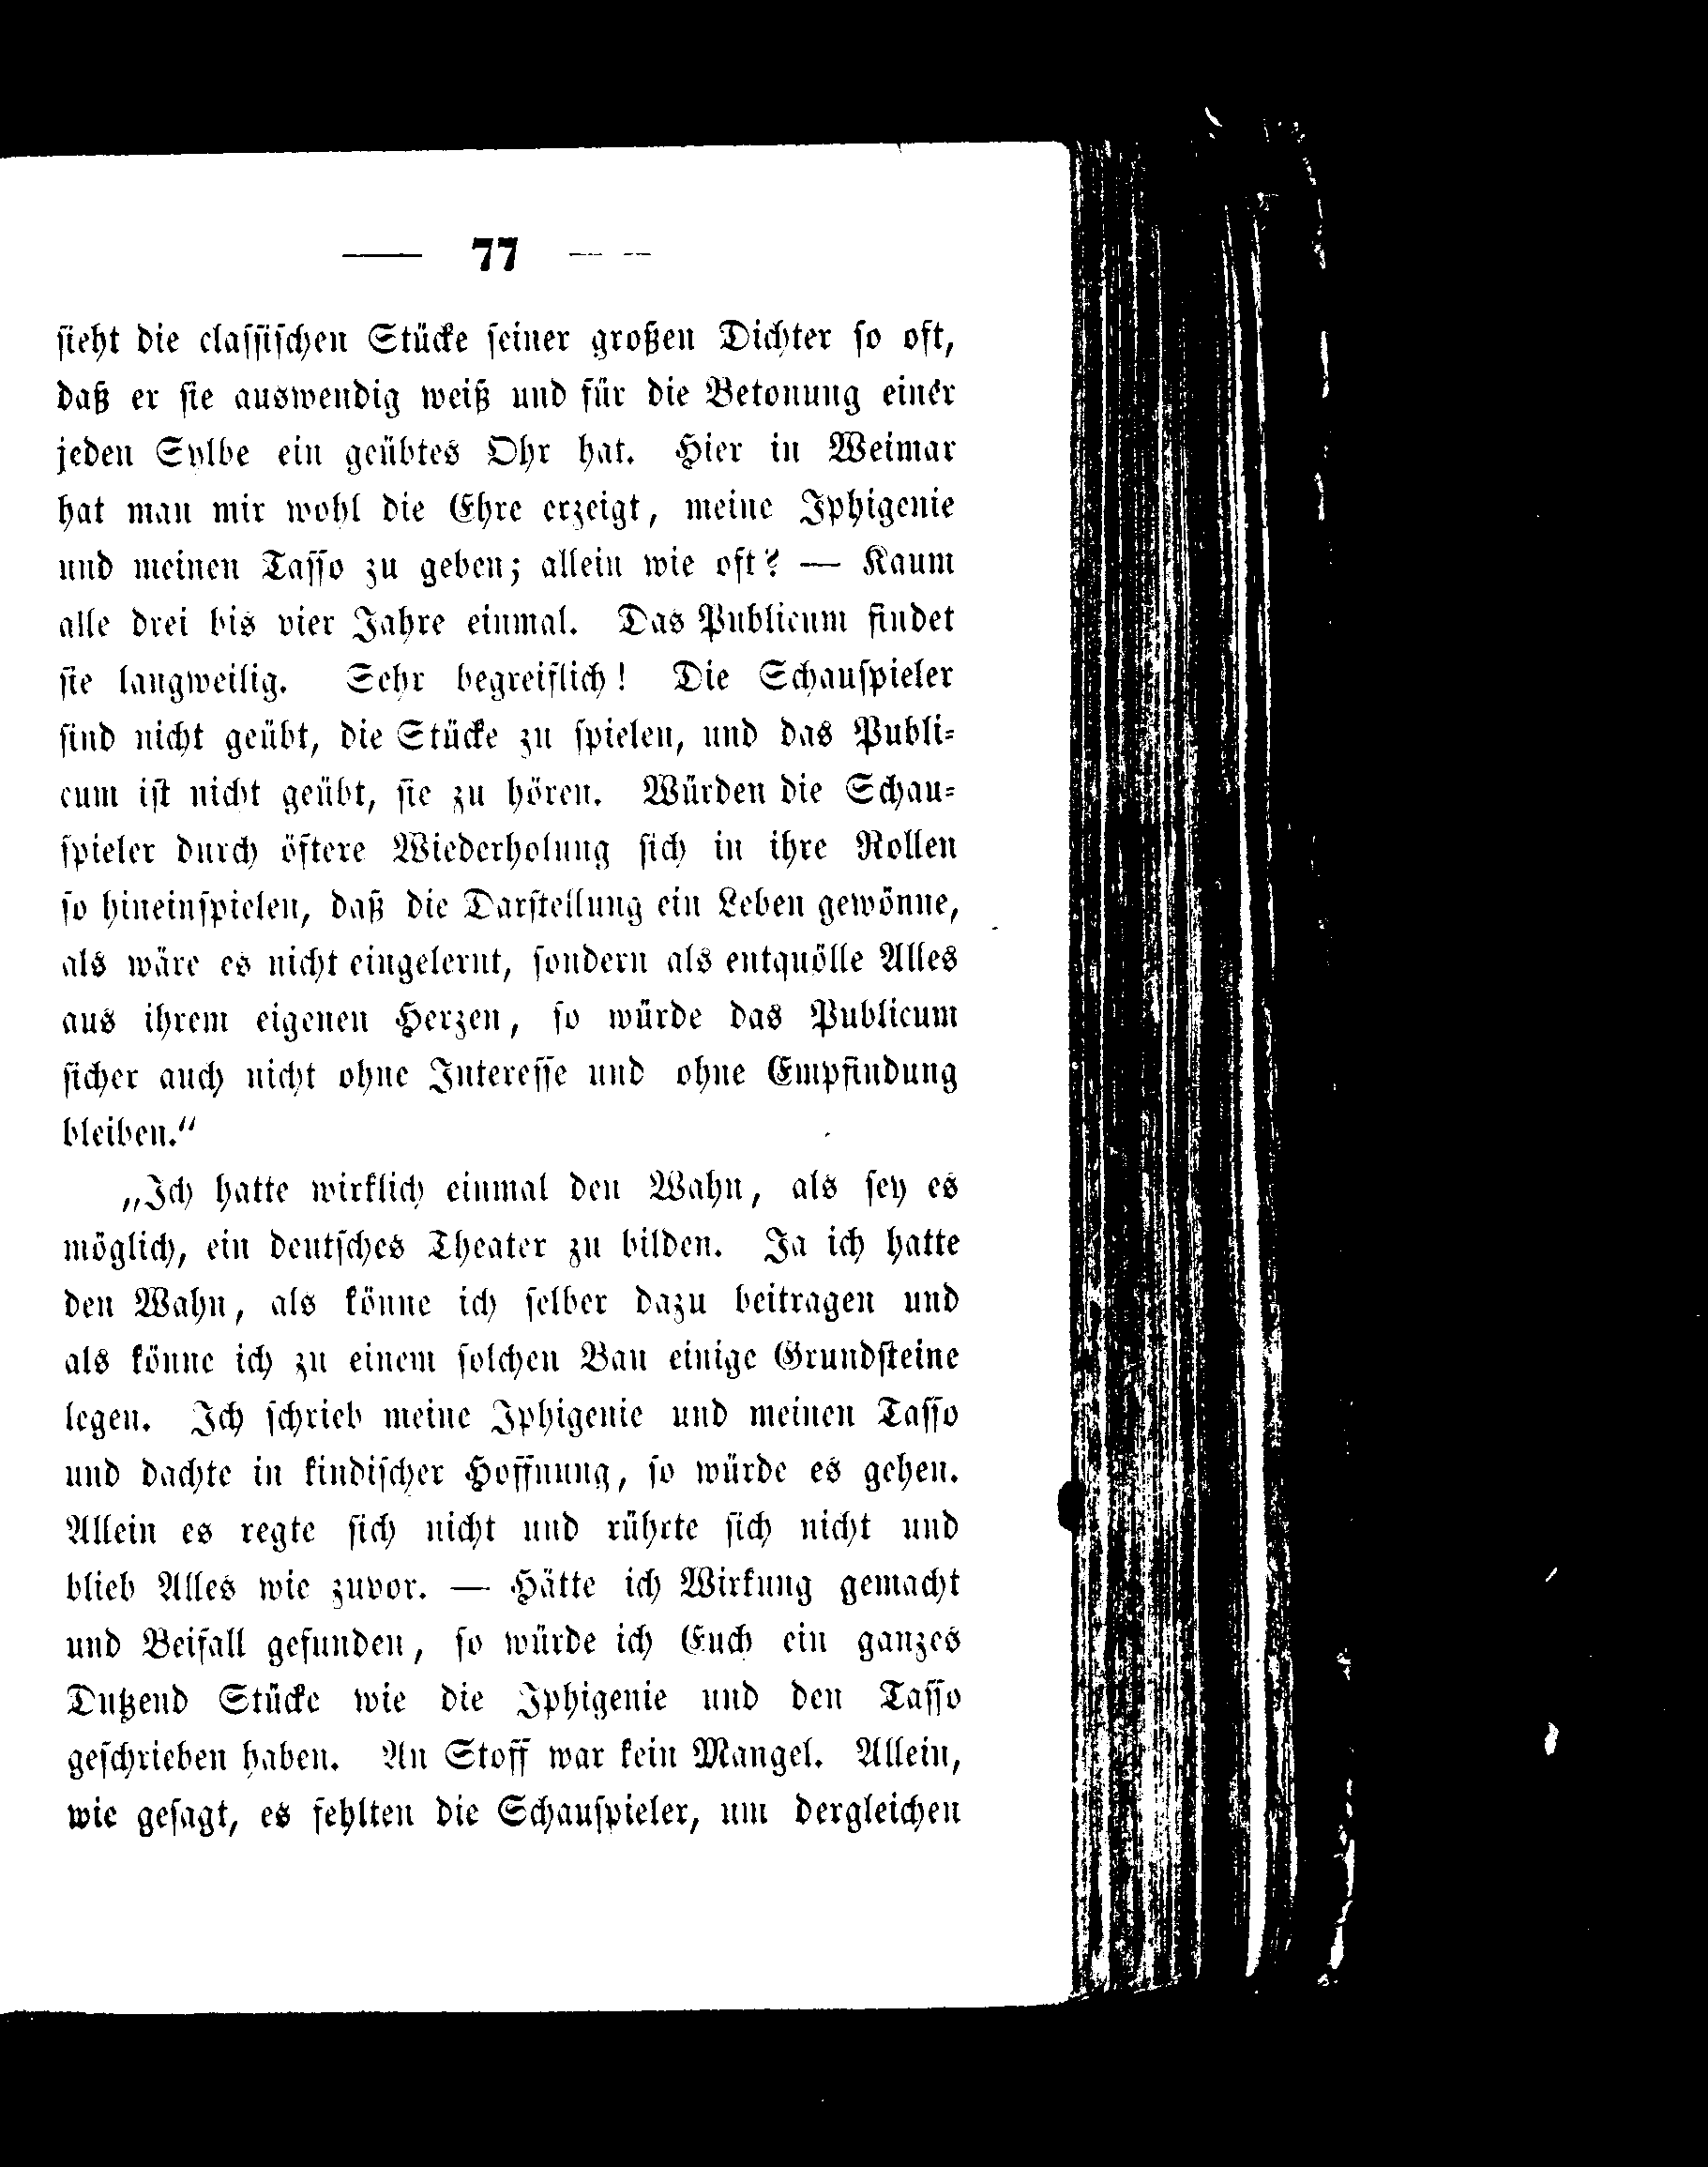 — 77 —
sieht die classischen Stücke seiner großen Dichter so oft,
daß er sie auswendig weiß und für die Betonung einer
jeden Sylbe ein geübtes Ohr hat. Hier in Weimar
hat man mir wohl die Ehre erzeigt, meine Iphigenie
und meinen Tasso zu geben; allein wie oft? — Kaum
alle drei bis vier Jahre einmal. Das Publicum findet
sie langweilig. Sehr begreiflich! Die Schauspieler
sind nicht geübt, die Stücke zu spielen, und das Publi-
cum ist nicht geübt, sie zu hören. Würden die Schau-
spieler durch öftere Wiederholung sich in ihre Rollen
so hineinspielen, daß die Darstellung ein Leben gewönne,
als wäre es nicht eingelernt, sondern als entquölle Alles
aus ihrem eigenen Herzen, so würde das Publicum
sicher auch nicht ohne Interesse und ohne Empfindung
bleiben.“
„Ich hatte wirklich einmal den Wahn, als sey es
möglich, ein deutsches Theater zu bilden. Ja ich hatte
den Wahn, als könne ich selber dazu beitragen und
als könne ich zu einem solchen Bau einige Grundsteine
legen. Ich schrieb meine Iphigenie und meinen Tasso
und dachte in kindischer Hoffnung, so würde es gehen.
Allein es regte sich nicht und rührte sich nicht und
blieb Alles wie zuvor. — Hätte ich Wirkung gemacht
und Beifall gefunden, so würde ich Euch ein ganzes
Dutzend Stücke wie die Iphigenie und den Tasso
geschrieben haben. An Stoff war kein Mangel. Allein,
wie gesagt, es fehlten die Schauspieler, um dergleichen